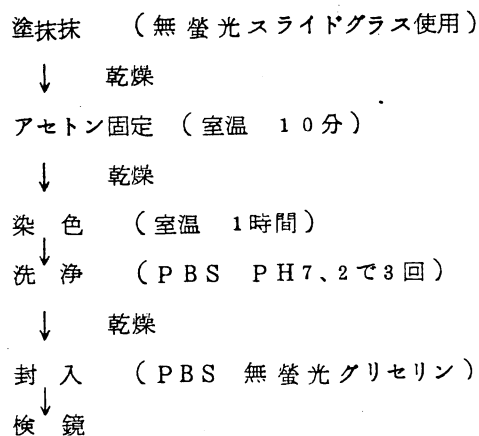 塗抹抹 （無螢光スライドグラス使用）
↓ 乾燥
アセトン固定 （室温 10分）
↓ 乾燥
染色 （室温 1時間）
↓
洗浄 （PBS PH7、2で3回）
↓ 乾燥
封入 （PBS 無螢光グリセリン）
↓
検鏡